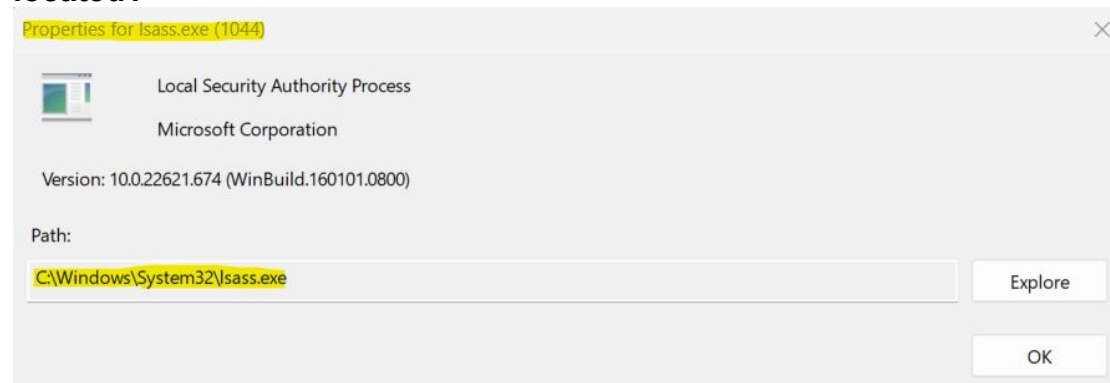 Properties for lsass.exe (1044)
Local Security Authority Process
Microsoft Corporation
Version: 10.0.22621.674 (WinBuild.160101.0800)
Path:
C:\Windows\System32\lsass.exe
Explore
OK